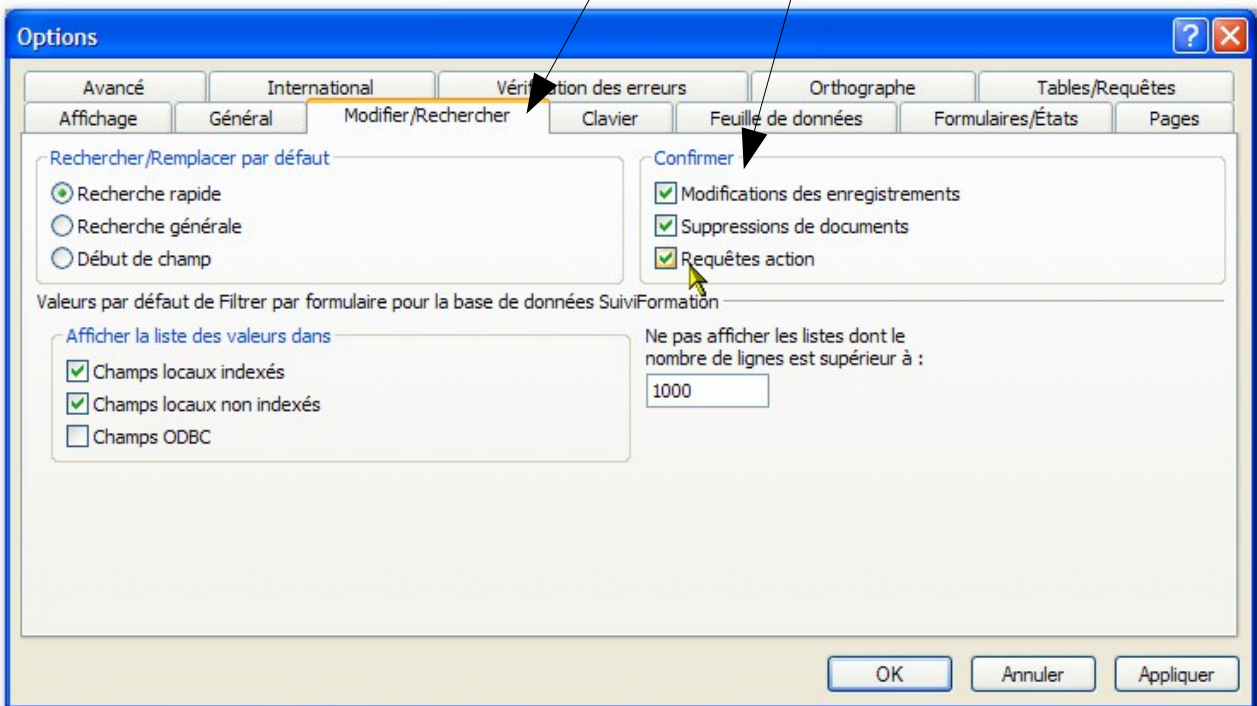 Options
Avancé International Vérification des erreurs Orthographe Tables/Requêtes
Affichage Général Modifier/Rechercher Clavier Feuille de données Formulaires/États Pages
Rechercher/Remplacer par défaut
Recherche rapide
Recherche générale
Début de champ
Confirmer
Modifications des enregistrements
Suppressions de documents
Requêtes action
Valeurs par défaut de Filtrer par formulaire pour la base de données SuiviFormation
Afficher la liste des valeurs dans
Champs locaux indexés
Champs locaux non indexés
Champs ODBC
Ne pas afficher les listes dont le
nombre de lignes est supérieur à :
1000
OK Annuler Appliquer